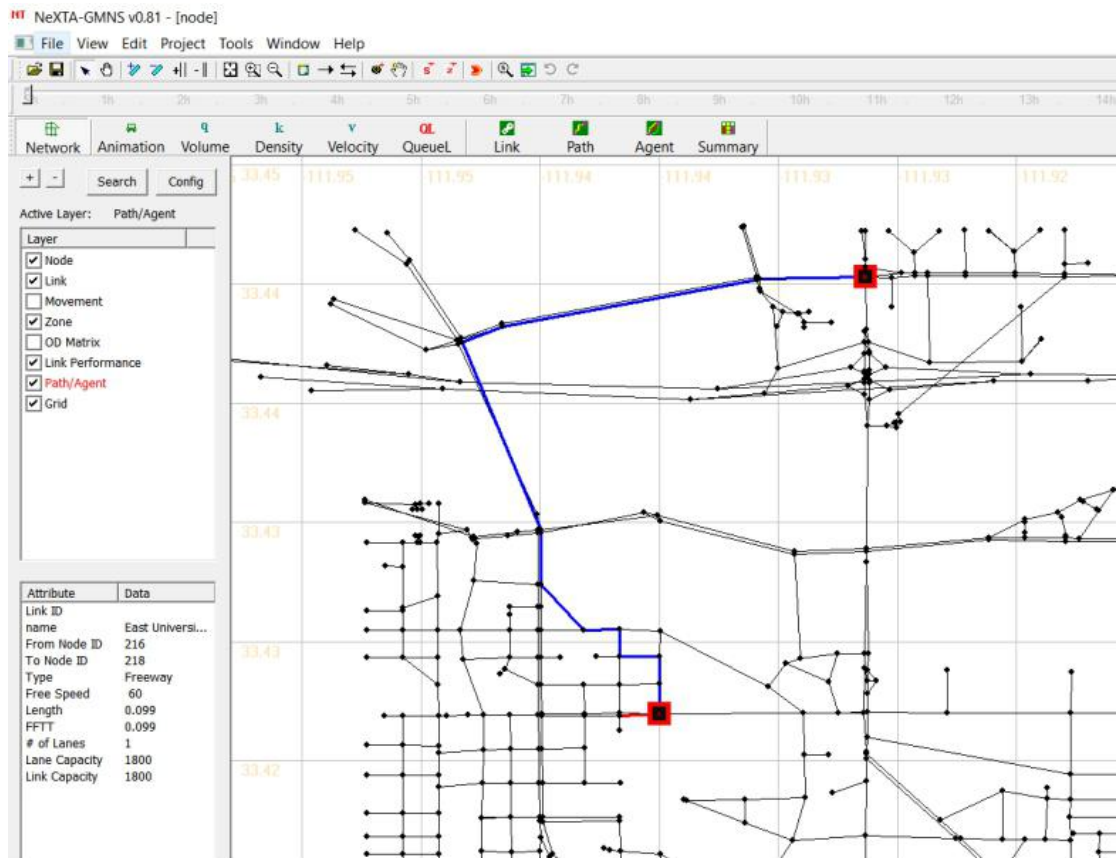 NeXTA-GMNS v0.81 - [node]
File View Edit Project Tools Window Help
1h 2h 3h 4h 5h 6h 7h 8h 9h 10h 11h 12h 13h 14h
q k v QL
Network Animation Volume Density Velocity QueueL Link Path Agent Summary
+ - Search Config
Active Layer: Path/Agent
Layer
Node
Link
Movement
Zone
OD Matrix
Link Performance
Path/Agent
Grid
Attribute Data
Link ID
name East Universi...
From Node ID 216
To Node ID 218
Type Freeway
Free Speed 60
Length 0.099
FFTT 0.099
# of Lanes 1
Lane Capacity 1800
Link Capacity 1800
33.45 -111.95 -111.95 -111.94 -111.94 -111.93 -111.93 -111.92
33.44
33.44
33.43
33.43
33.42